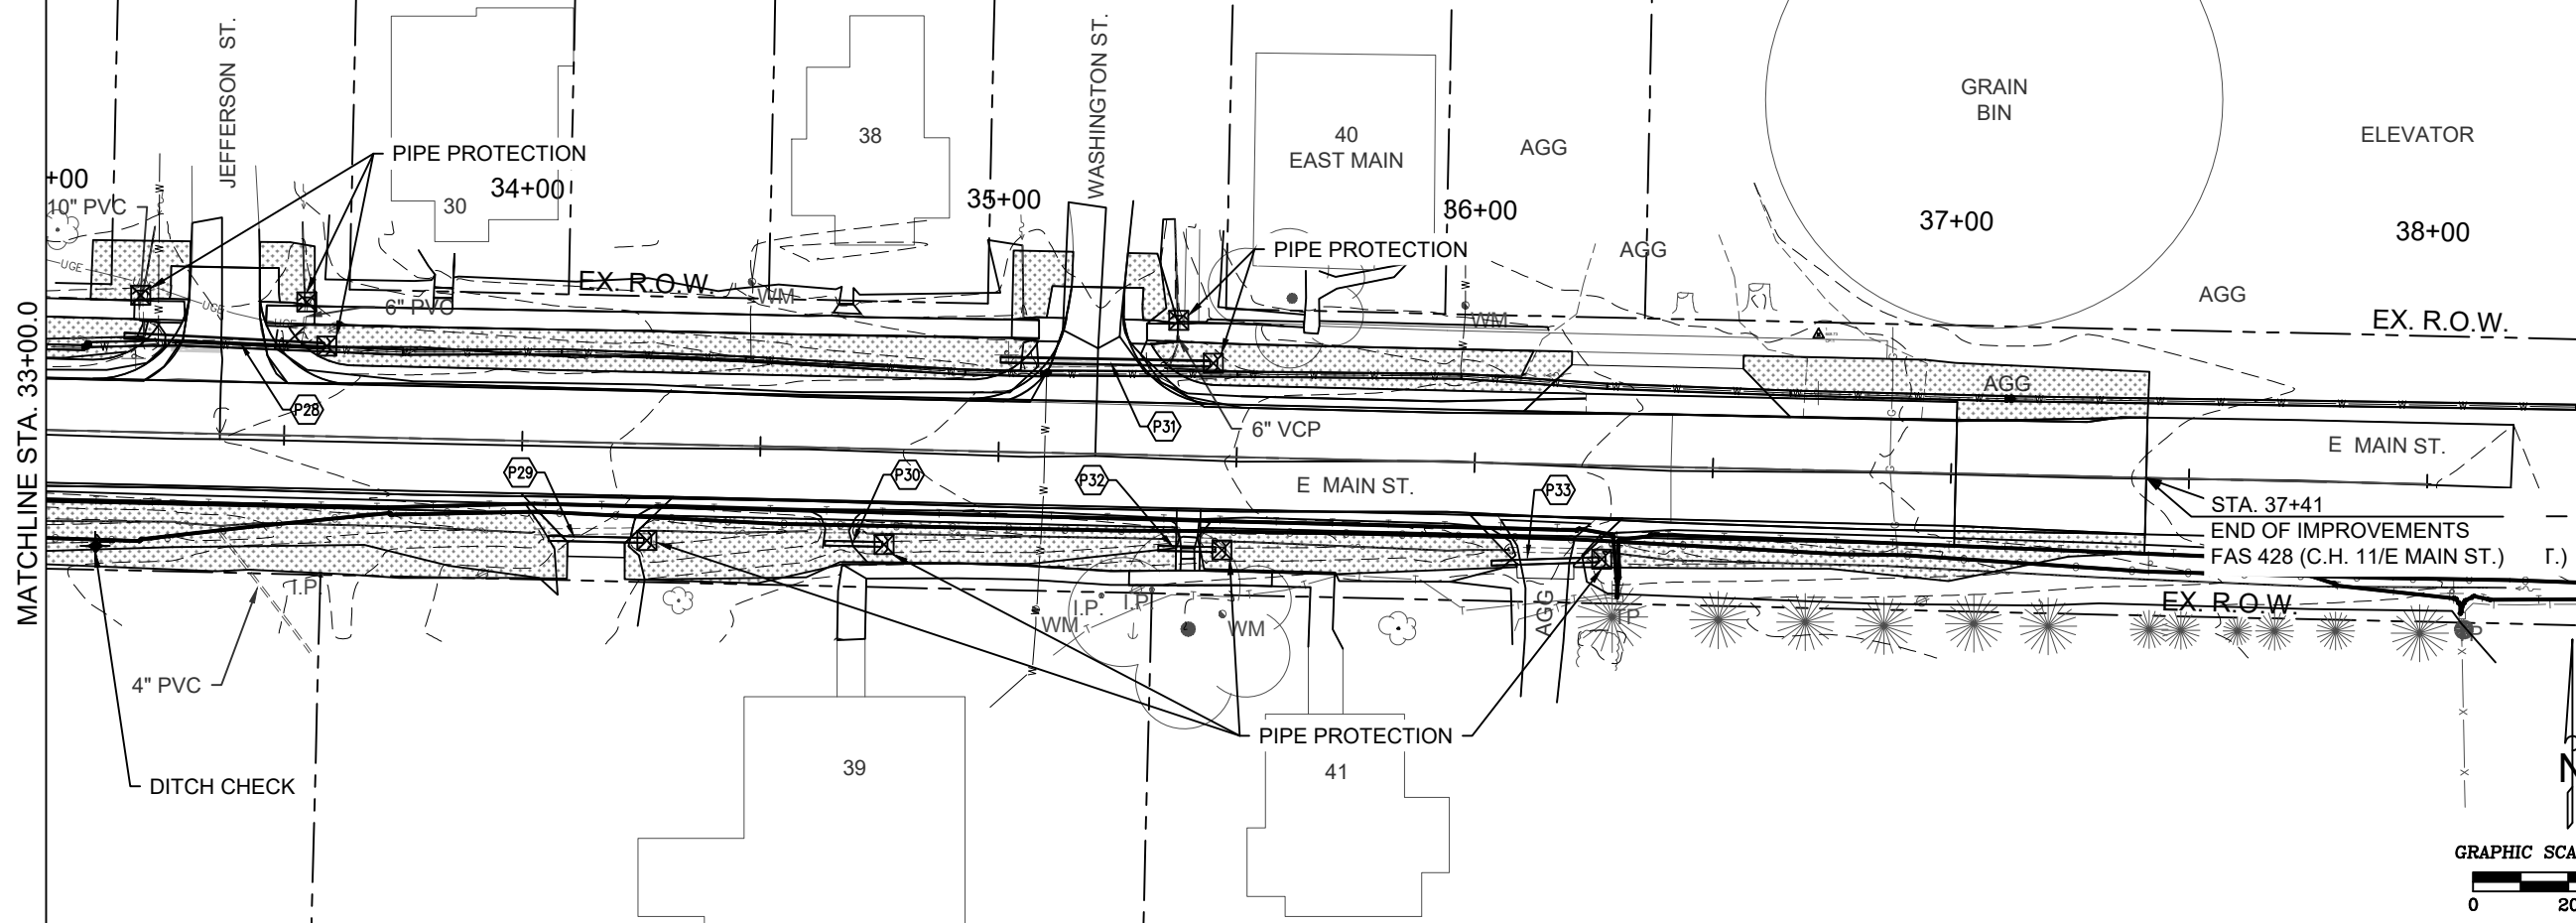 MATCHLINE STA. 33+00.0
JEFFERSON ST.
WASHINGTON ST.
GRAIN
BIN
ELEVATOR
38
40
EAST MAIN
AGG
PIPE PROTECTION
+00
34+00
30
35+00
36+00
37+00
38+00
10" PVC
PIPE PROTECTION
AGG
UGE
UGE
EX. R.O.W.
WM
6" PVC
WM
AGG
EX. R.O.W.
AGG
P28
P31
6" VCP
E MAIN ST.
P29
P30
P32
E MAIN ST.
P33
STA. 37+41
END OF IMPROVEMENTS
FAS 428 (C.H. 11/E MAIN ST.)
T.)
I.P.
I.P.
I.P.
WM
WM
AGG
P
EX. R.O.W.
P
4" PVC
PIPE PROTECTION
DITCH CHECK
39
41
N
GRAPHIC SCA
0
20